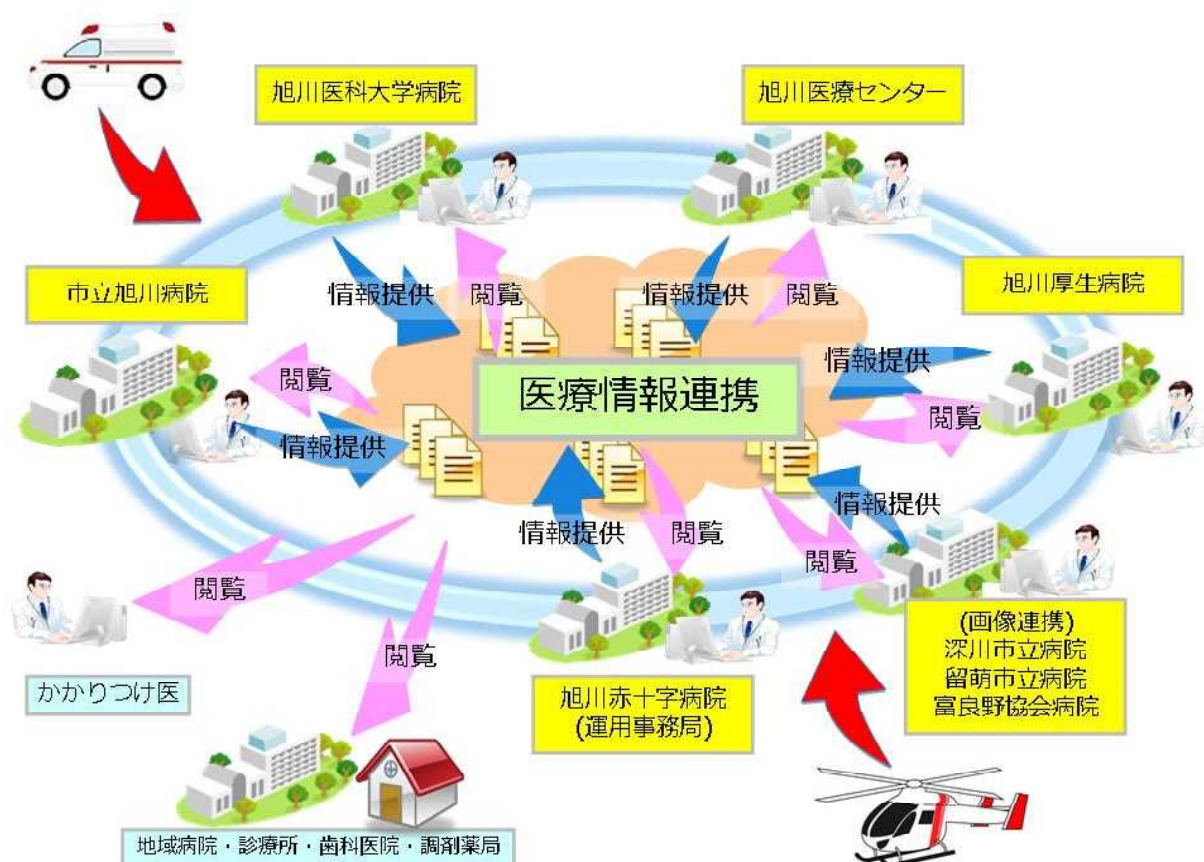 旭川医科大学病院
旭川医療センター
市立旭川病院
旭川厚生病院
情報提供
閲覧
情報提供
閲覧
情報提供
閲覧
閲覧
情報提供
医療情報連携
情報提供
閲覧
情報提供
閲覧
閲覧
閲覧
かかりつけ医
旭川赤十字病院
(運用事務局)
(画像連携)
深川市立病院
留萌市立病院
富良野協会病院
地域病院・診療所・歯科医院・調剤薬局